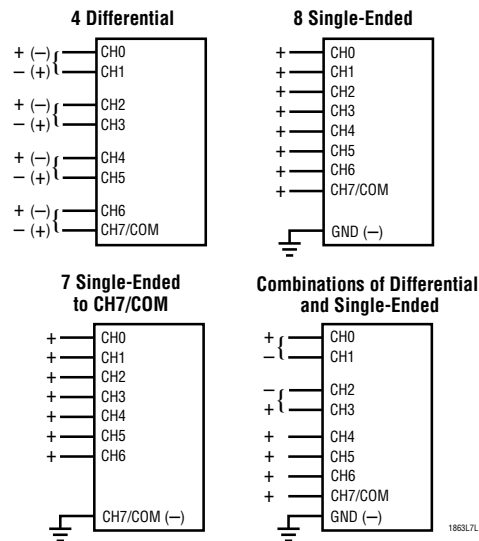 4 Differential
+ (–) { CH0
– (+) CH1
+ (–) { CH2
– (+) CH3
+ (–) { CH4
– (+) CH5
+ (–) { CH6
– (+) CH7/COM
8 Single-Ended
+ CH0
+ CH1
+ CH2
+ CH3
+ CH4
+ CH5
+ CH6
+ CH7/COM
GND (–)
7 Single-Ended
to CH7/COM
+ CH0
+ CH1
+ CH2
+ CH3
+ CH4
+ CH5
+ CH6
CH7/COM (–)
Combinations of Differential
and Single-Ended
+ { CH0
– CH1
– { CH2
+ CH3
+ CH4
+ CH5
+ CH6
+ CH7/COM
GND (–)
1863L7L